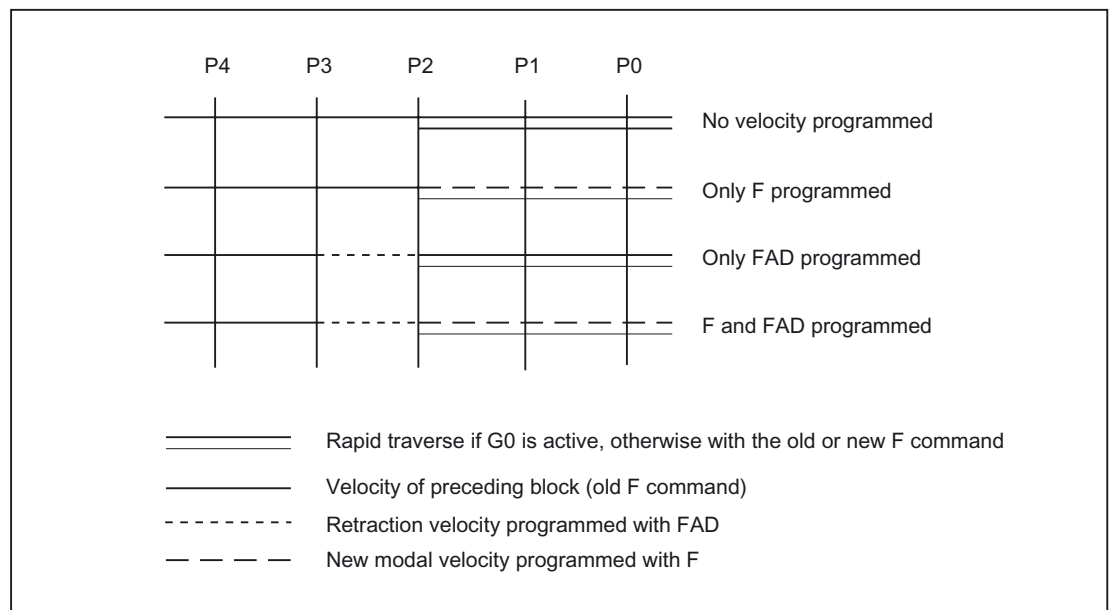 P4 P3 P2 P1 P0
No velocity programmed
Only F programmed
Only FAD programmed
F and FAD programmed
Rapid traverse if G0 is active, otherwise with the old or new F command
Velocity of preceding block (old F command)
Retraction velocity programmed with FAD
New modal velocity programmed with F